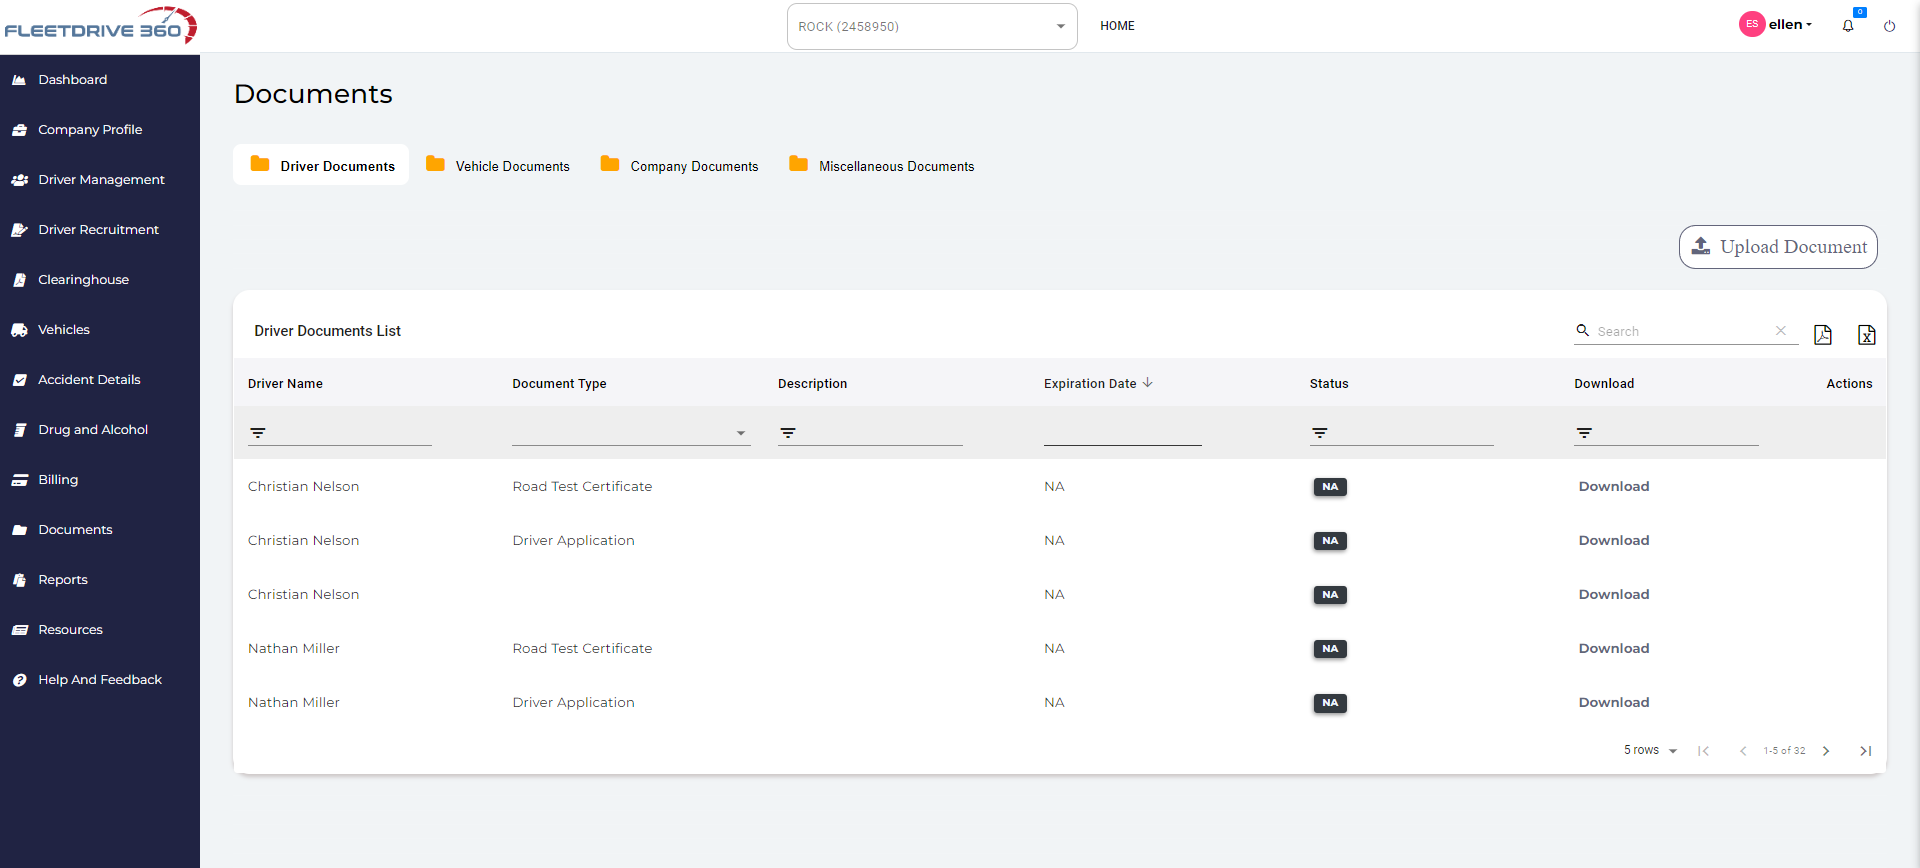 FLEETDRIVE 360
ROCK (2458950)
HOME
ES
ellen
0
Dashboard
Company Profile
Driver Management
Driver Recruitment
Clearinghouse
Vehicles
Accident Details
Drug and Alcohol
Billing
Documents
Reports
Resources
Help And Feedback
Documents
Driver Documents
Vehicle Documents
Company Documents
Miscellaneous Documents
Upload Document
Driver Documents List
Search
Driver Name Document Type Description Expiration Date Status Download Actions
Christian Nelson Road Test Certificate NA NA Download
Christian Nelson Driver Application NA NA Download
Christian Nelson NA NA Download
Nathan Miller Road Test Certificate NA NA Download
Nathan Miller Driver Application NA NA Download
5 rows 1-5 of 32